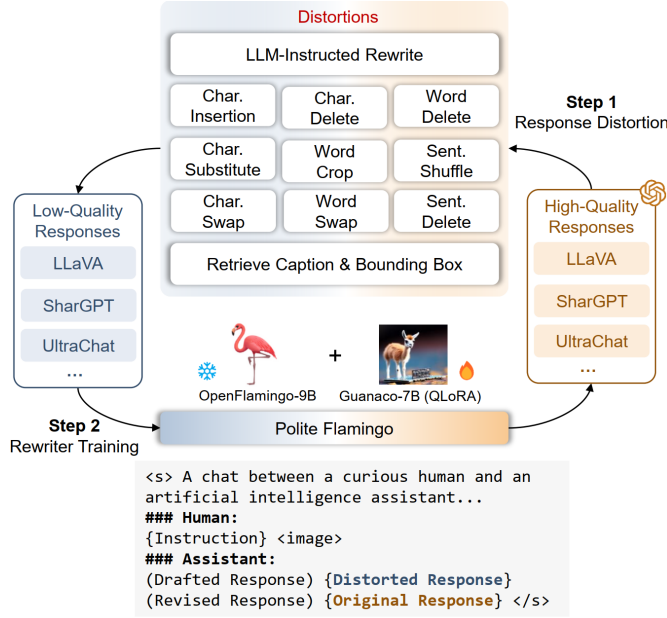 Distortions
LLM-Instructed Rewrite
Char.
Insertion
Char.
Delete
Word
Delete
Char.
Substitute
Word
Crop
Sent.
Shuffle
Char.
Swap
Word
Swap
Sent.
Delete
Retrieve Caption & Bounding Box
Step 1
Response Distortion
Low-Quality
Responses
LLaVA
SharGPT
UltraChat
...
High-Quality
Responses
LLaVA
SharGPT
UltraChat
...
+
OpenFlamingo-9B
Guanaco-7B (QLoRA)
Step 2
Rewriter Training
Polite Flamingo
<s> A chat between a curious human and an
artificial intelligence assistant...
### Human:
{Instruction} <image>
### Assistant:
(Drafted Response) {Distorted Response}
(Revised Response) {Original Response} </s>